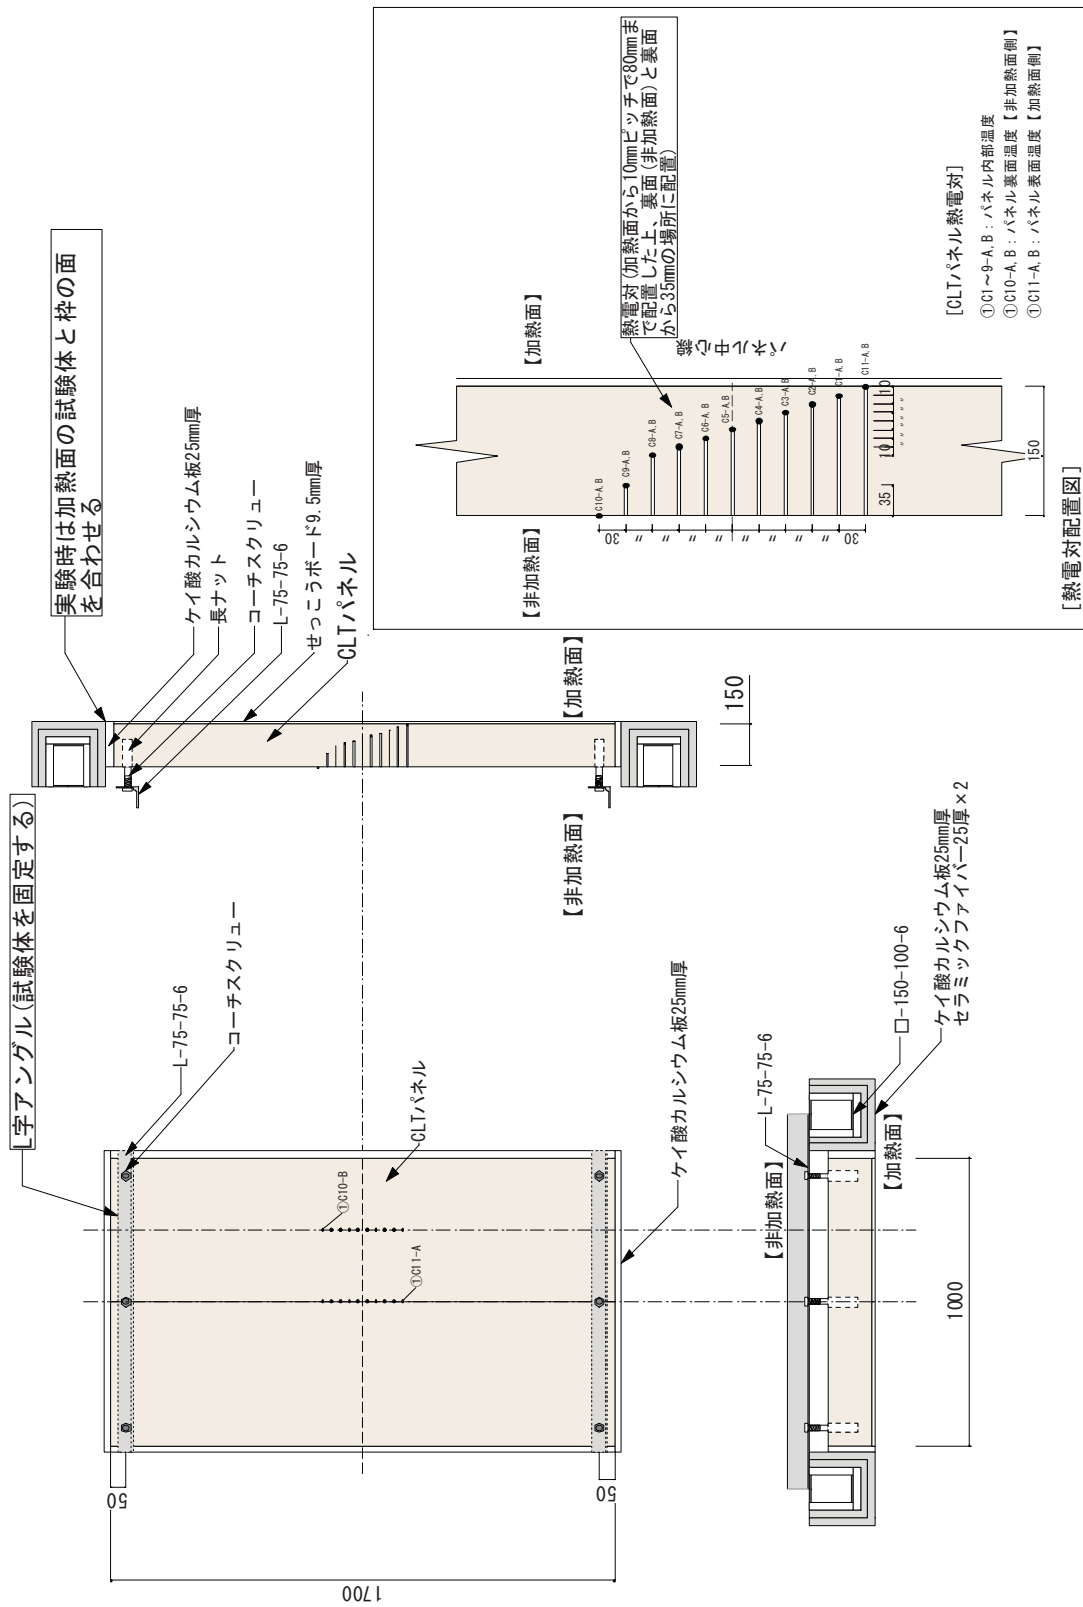 L字アングル(試験体を固定する)
L-75-75-6
コーチスクリュー
①C10-B
①C11-A
CLTパネル
ケイ酸カルシウム板25mm厚
50
50
1700
実験時は加熱面の試験体と枠の面
を合わせる
ケイ酸カルシウム板25mm厚
長ナット
コーチスクリュー
L-75-75-6
せっこうボード9.5mm厚
CLTパネル
【非加熱面】
【加熱面】
150
L-75-75-6
【非加熱面】
【加熱面】
□-150-100-6
ケイ酸カルシウム板25mm厚
セラミックファイバー25厚×2
1000
【非加熱面】
【加熱面】
熱電対(加熱面から10mmピッチで80mmま
で配置した上、裏面(非加熱面)と裏面
から35mmの場所に配置)
パネル中心線
C10-A,B
C9-A,B
C8-A,B
C7-A,B
C6-A,B
C5-A,B
C4-A,B
C3-A,B
C2-A,B
C1-A,B
C11-A,B
30
〃
〃
〃
〃
〃
〃
〃
〃
30
35
10
〃
〃
〃
〃
〃
〃
10
150
[CLTパネル熱電対]
①C1～9-A,B：パネル内部温度
①C10-A,B：パネル裏面温度【非加熱面側】
①C11-A,B：パネル表面温度【加熱面側】
[熱電対配置図]